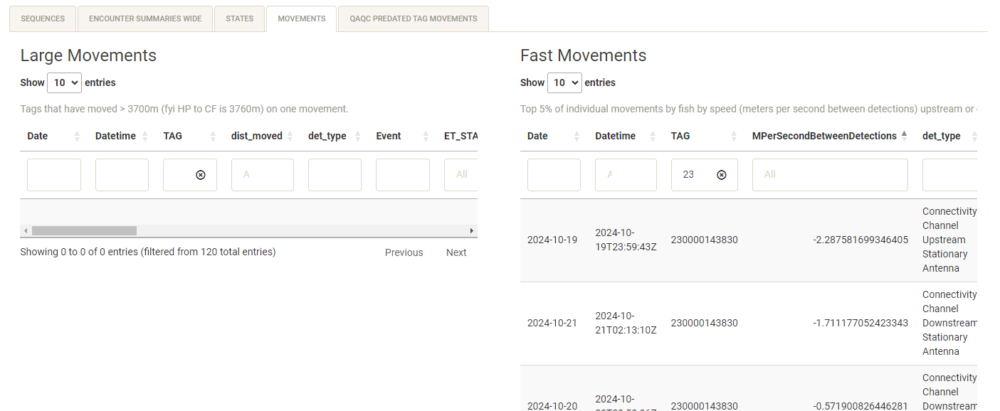 SEQUENCES
ENCOUNTER SUMMARIES WIDE
STATES
MOVEMENTS
QAQC PREDATED TAG MOVEMENTS
Large Movements
Show 10 entries
Tags that have moved > 3700m (fyi HP to CF is 3760m) on one movement.
Date Datetime TAG dist_moved det_type Event ET_STA
A All
Showing 0 to 0 of 0 entries (filtered from 120 total entries)
Previous Next
Fast Movements
Show 10 entries
Top 5% of individual movements by fish by speed (meters per second between detections) upstream or
Date Datetime TAG MPerSecondBetweenDetections det_type
A 23 All
2024-10-19
2024-10-
19T23:59:43Z
230000143830
-2.287581699346405
Connectivity
Channel
Upstream
Stationary
Antenna
2024-10-21
2024-10-
21T02:13:10Z
230000143830
-1.711177052423343
Connectivity
Channel
Downstream
Stationary
Antenna
2024-10-20
2024-10-
230000143830
-0.571900826446281
Connectivity
Channel
Downstream